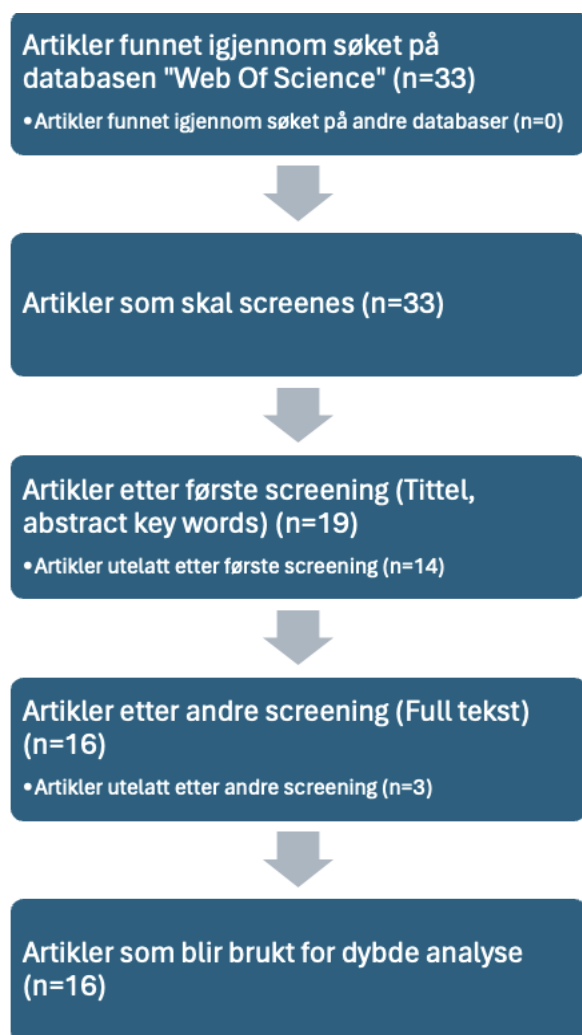 Artikler funnet igjennom søket på
databasen "Web Of Science" (n=33)
•Artikler funnet igjennom søket på andre databaser (n=0)
Artikler som skal screenes (n=33)
Artikler etter første screening (Tittel,
abstract key words) (n=19)
•Artikler utelatt etter første screening (n=14)
Artikler etter andre screening (Full tekst)
(n=16)
•Artikler utelatt etter andre screening (n=3)
Artikler som blir brukt for dybde analyse
(n=16)